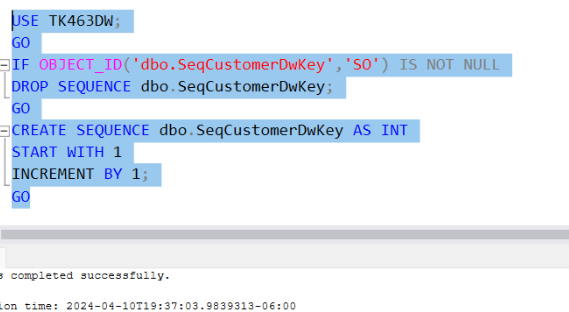 USE TK463DW;
GO
IF OBJECT_ID('dbo.SeqCustomerDwKey','SO') IS NOT NULL
DROP SEQUENCE dbo.SeqCustomerDwKey;
GO
CREATE SEQUENCE dbo.SeqCustomerDwKey AS INT
START WITH 1
INCREMENT BY 1;
GO
s completed successfully.
ion time: 2024-04-10T19:37:03.9839313-06:00